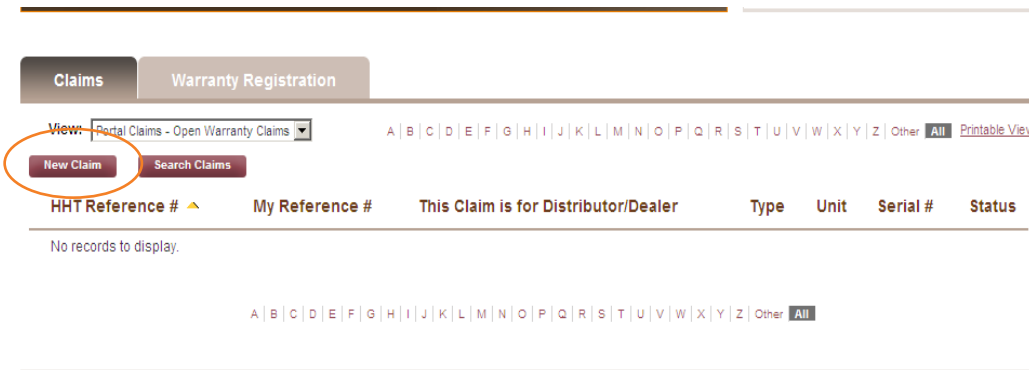 Claims Warranty Registration
View: Portal Claims - Open Warranty Claims A | B | C | D | E | F | G | H | I | J | K | L | M | N | O | P | Q | R | S | T | U | V | W | X | Y | Z | Other All Printable View
New Claim Search Claims
HHT Reference # My Reference # This Claim is for Distributor/Dealer Type Unit Serial # Status
No records to display.
A | B | C | D | E | F | G | H | I | J | K | L | M | N | O | P | Q | R | S | T | U | V | W | X | Y | Z | Other All